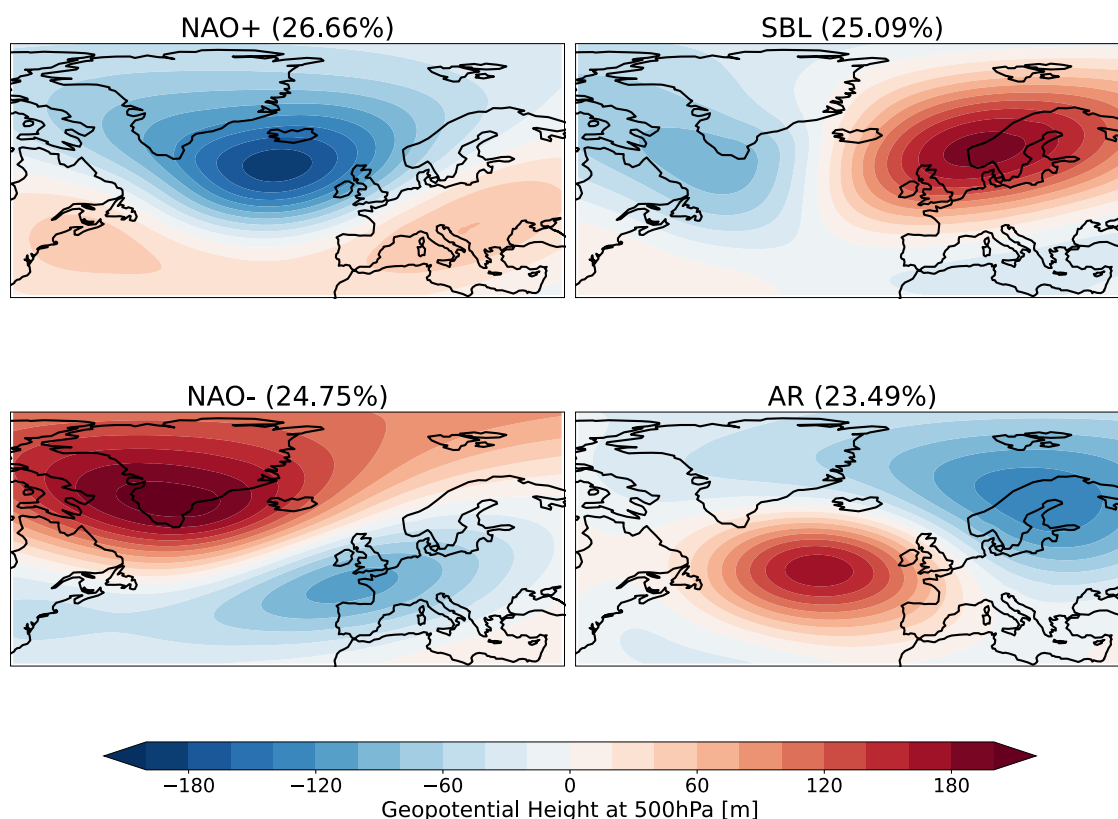 NAO+ (26.66%)
SBL (25.09%)
NAO- (24.75%)
AR (23.49%)
−180 −120 −60 0 60 120 180
Geopotential Height at 500hPa [m]